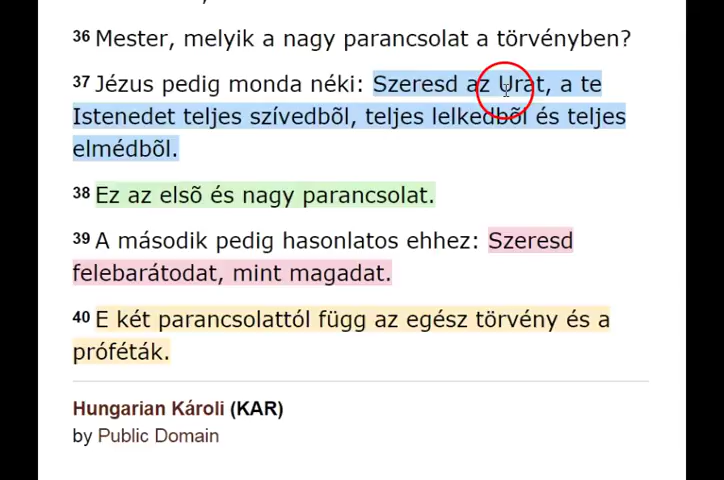 36 Mester, melyik a nagy parancsolat a törvényben?
37 Jézus pedig monda néki: Szeresd az Urat, a te
Istenedet teljes szívedbõl, teljes lelkedbõl és teljes
elmédbõl.
38 Ez az elsõ és nagy parancsolat.
39 A második pedig hasonlatos ehhez: Szeresd
felebarátodat, mint magadat.
40 E két parancsolattól függ az egész törvény és a
próféták.
Hungarian Károli (KAR)
by Public Domain